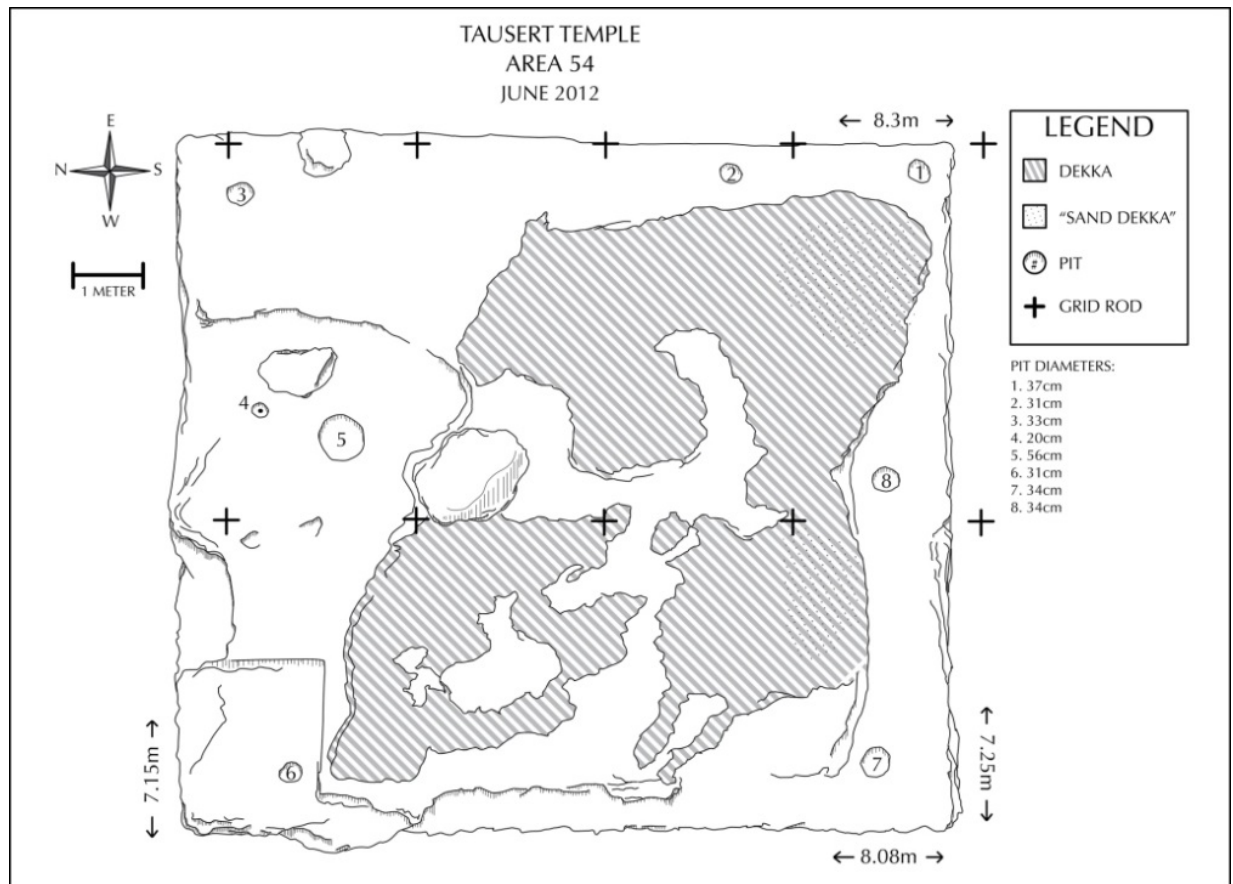 TAUSERT TEMPLE
AREA 54
JUNE 2012
E
N
S
W
1 METER
8.3m
LEGEND
DEKKA
"SAND DEKKA"
# PIT
GRID ROD
PIT DIAMETERS:
1. 37cm
2. 31cm
3. 33cm
4. 20cm
5. 56cm
6. 31cm
7. 34cm
8. 34cm
3
2
1
4
5
8
6
7
7.15m
7.25m
8.08m